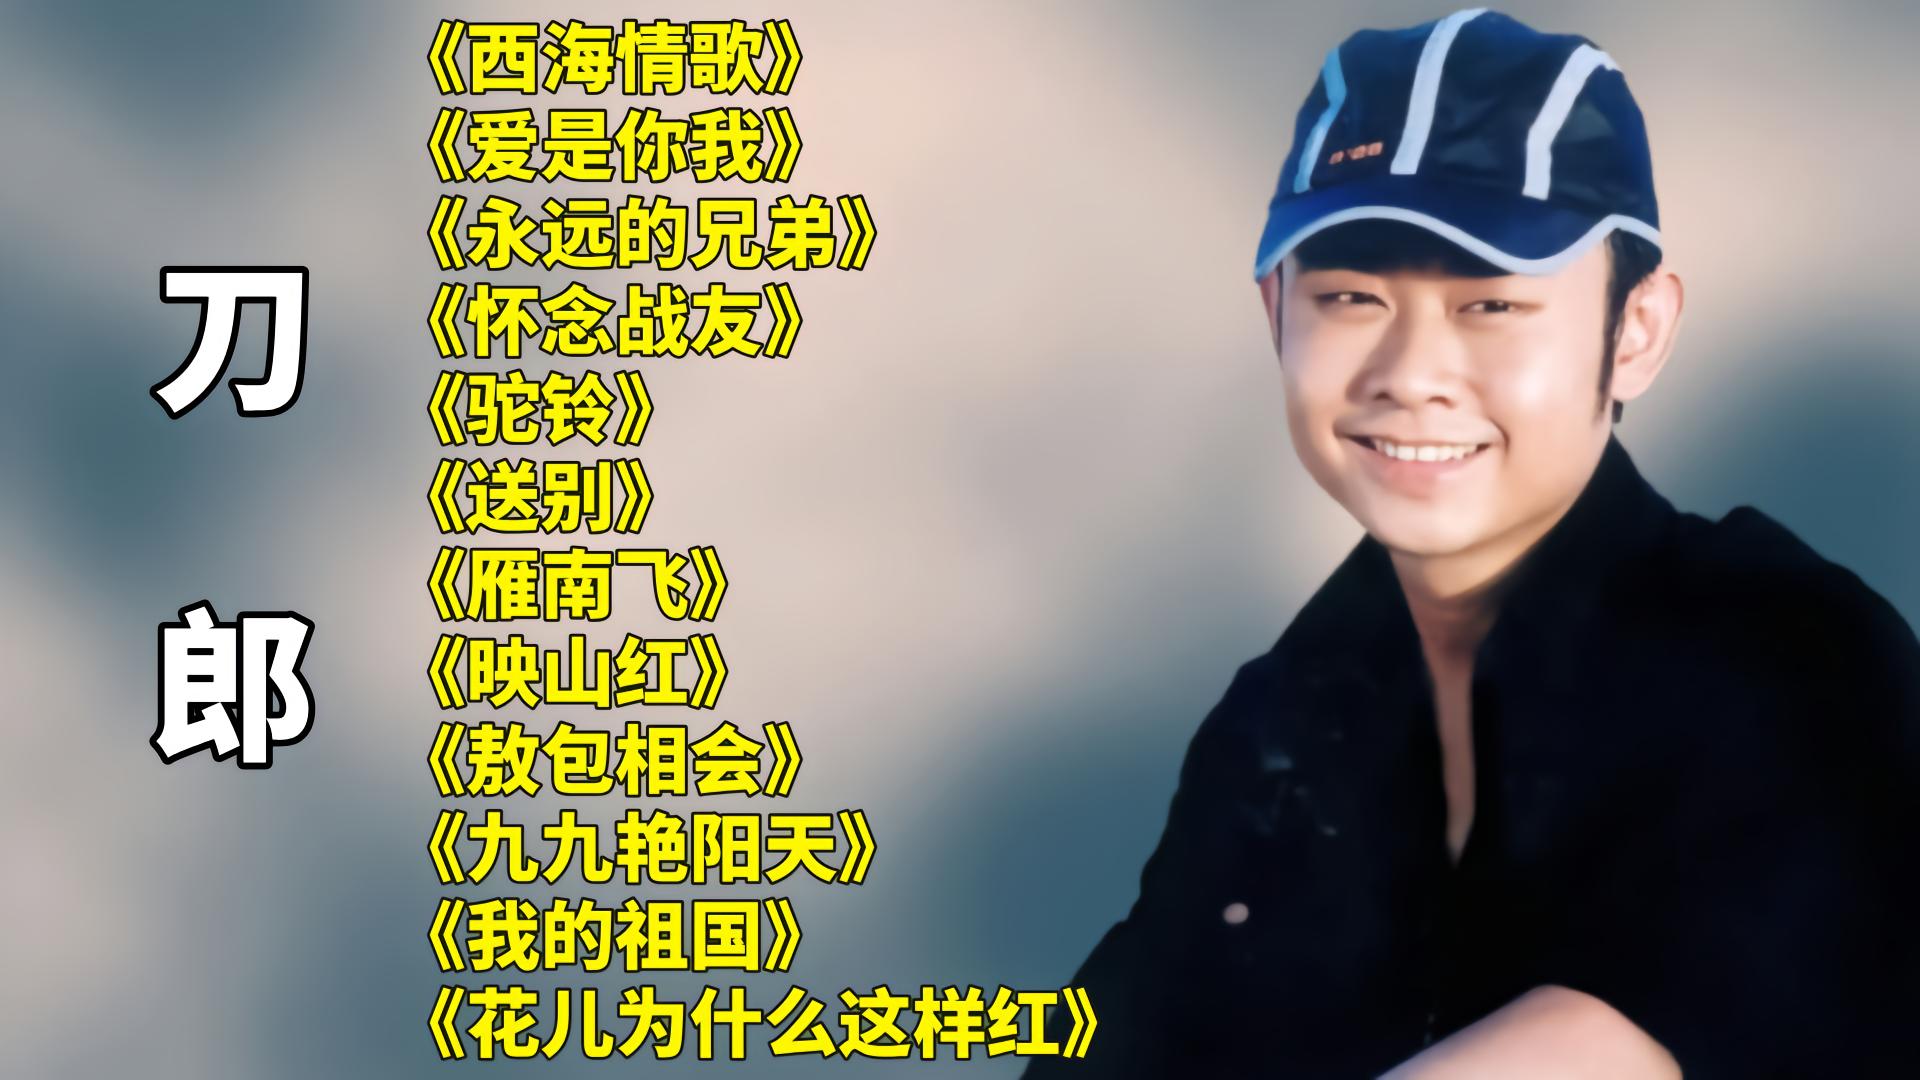 刀郎
《西海情歌》
《爱是你我》
《永远的兄弟》
《怀念战友》
《驼铃》
《送别》
《雁南飞》
《映山红》
《敖包相会》
《九九艳阳天》
《我的祖国》
《花儿为什么这样红》